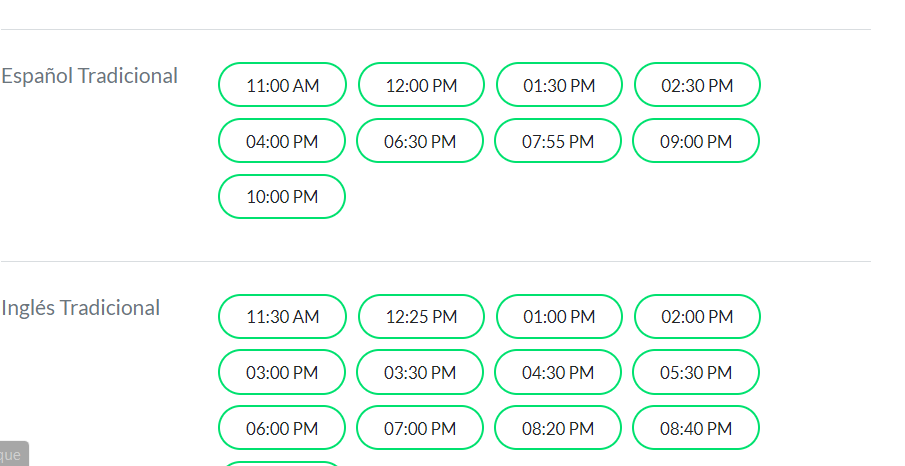 Español Tradicional
11:00 AM 12:00 PM 01:30 PM 02:30 PM
04:00 PM 06:30 PM 07:55 PM 09:00 PM
10:00 PM
Inglés Tradicional
11:30 AM 12:25 PM 01:00 PM 02:00 PM
03:00 PM 03:30 PM 04:30 PM 05:30 PM
06:00 PM 07:00 PM 08:20 PM 08:40 PM
que